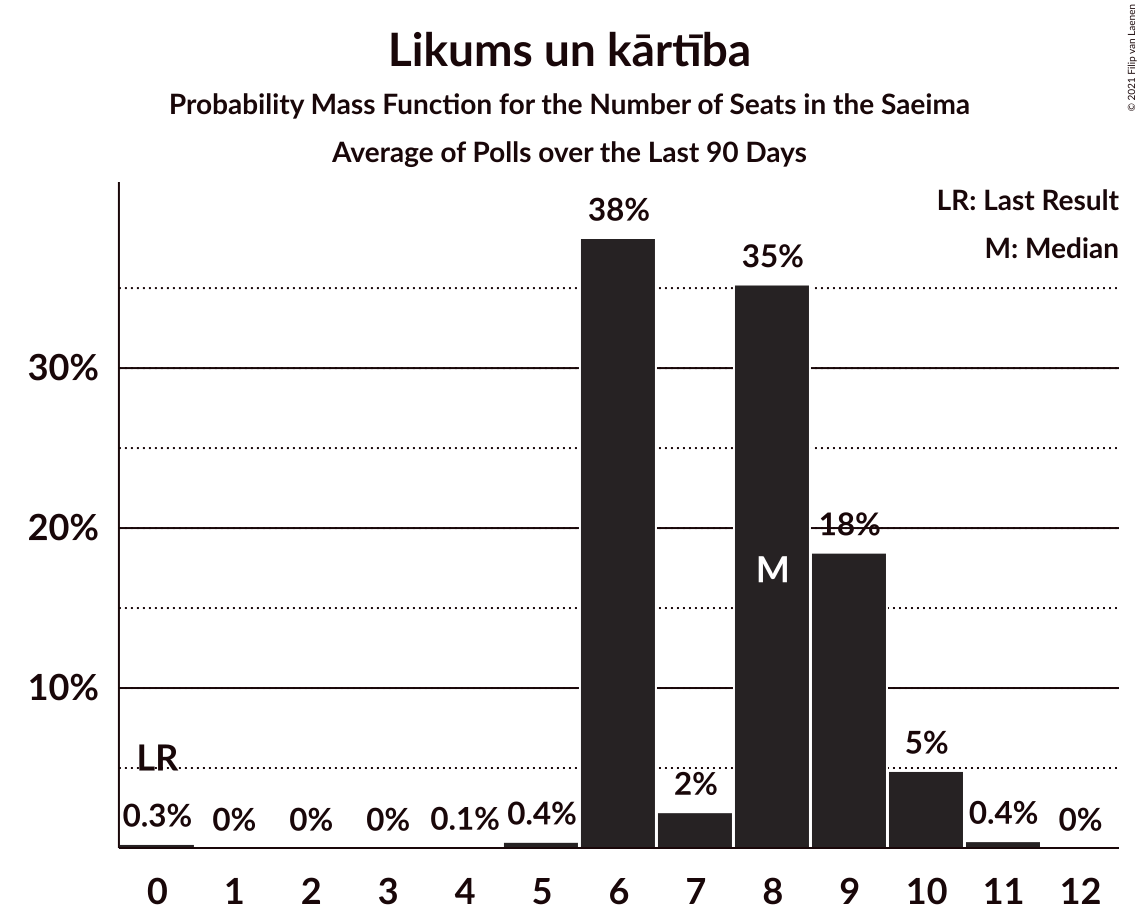 Likums un kārtība
Probability Mass Function for the Number of Seats in the Saeima
Average of Polls over the Last 90 Days
© 2021 Filip van Laenen
LR: Last Result
M: Median
38%
35%
30%
20%
18%
M
10%
LR
5%
2%
0.3% 0% 0% 0% 0.1% 0.4% 0.4% 0%
0 1 2 3 4 5 6 7 8 9 10 11 12